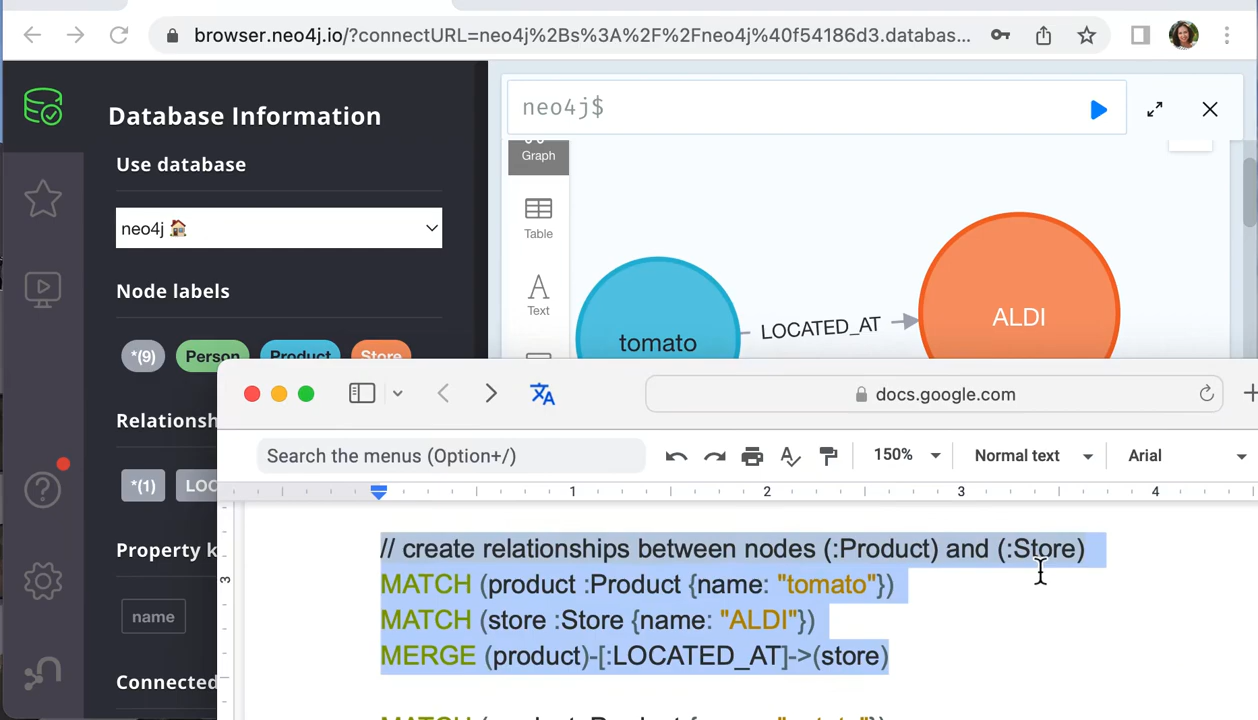 browser.neo4j.io/?connectURL=neo4j%2Bs%3A%2F%2Fneo4j%40f54186d3.databas...
Database Information
Use database
neo4j
Node labels
*(9) Person Product Store
Relationsh
*(1) LOC
Property k
name
Connected
neo4j$
Graph
Table
Text
tomato
LOCATED_AT
ALDI
docs.google.com
Search the menus (Option+/)
150%
Normal text
Arial
1 2 3 4
3
// create relationships between nodes (:Product) and (:Store)
MATCH (product :Product {name: "tomato"})
MATCH (store :Store {name: "ALDI"})
MERGE (product)-[:LOCATED_AT]->(store)